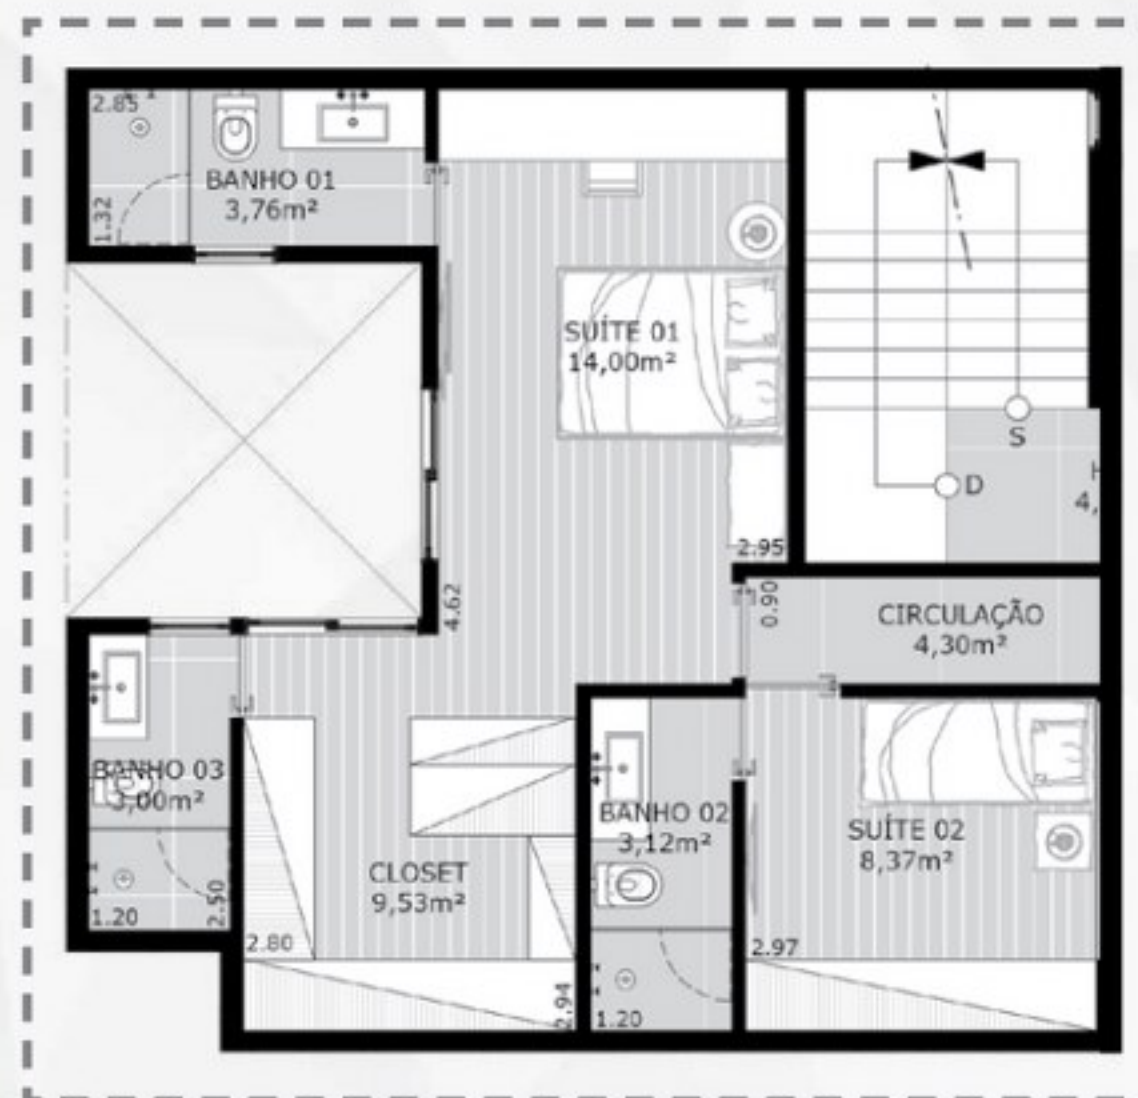 2.85
BANHO 01
3,76m²
1.32
SUÍTE 01
14,00m²
S
D
4,
2.95
4.62
0.90
CIRCULAÇÃO
4,30m²
BANHO 03
3,00m²
BANHO 02
3,12m²
SUÍTE 02
8,37m²
CLOSET
9,53m²
1.20
2.50
2.80
2.97
2.94
1.20